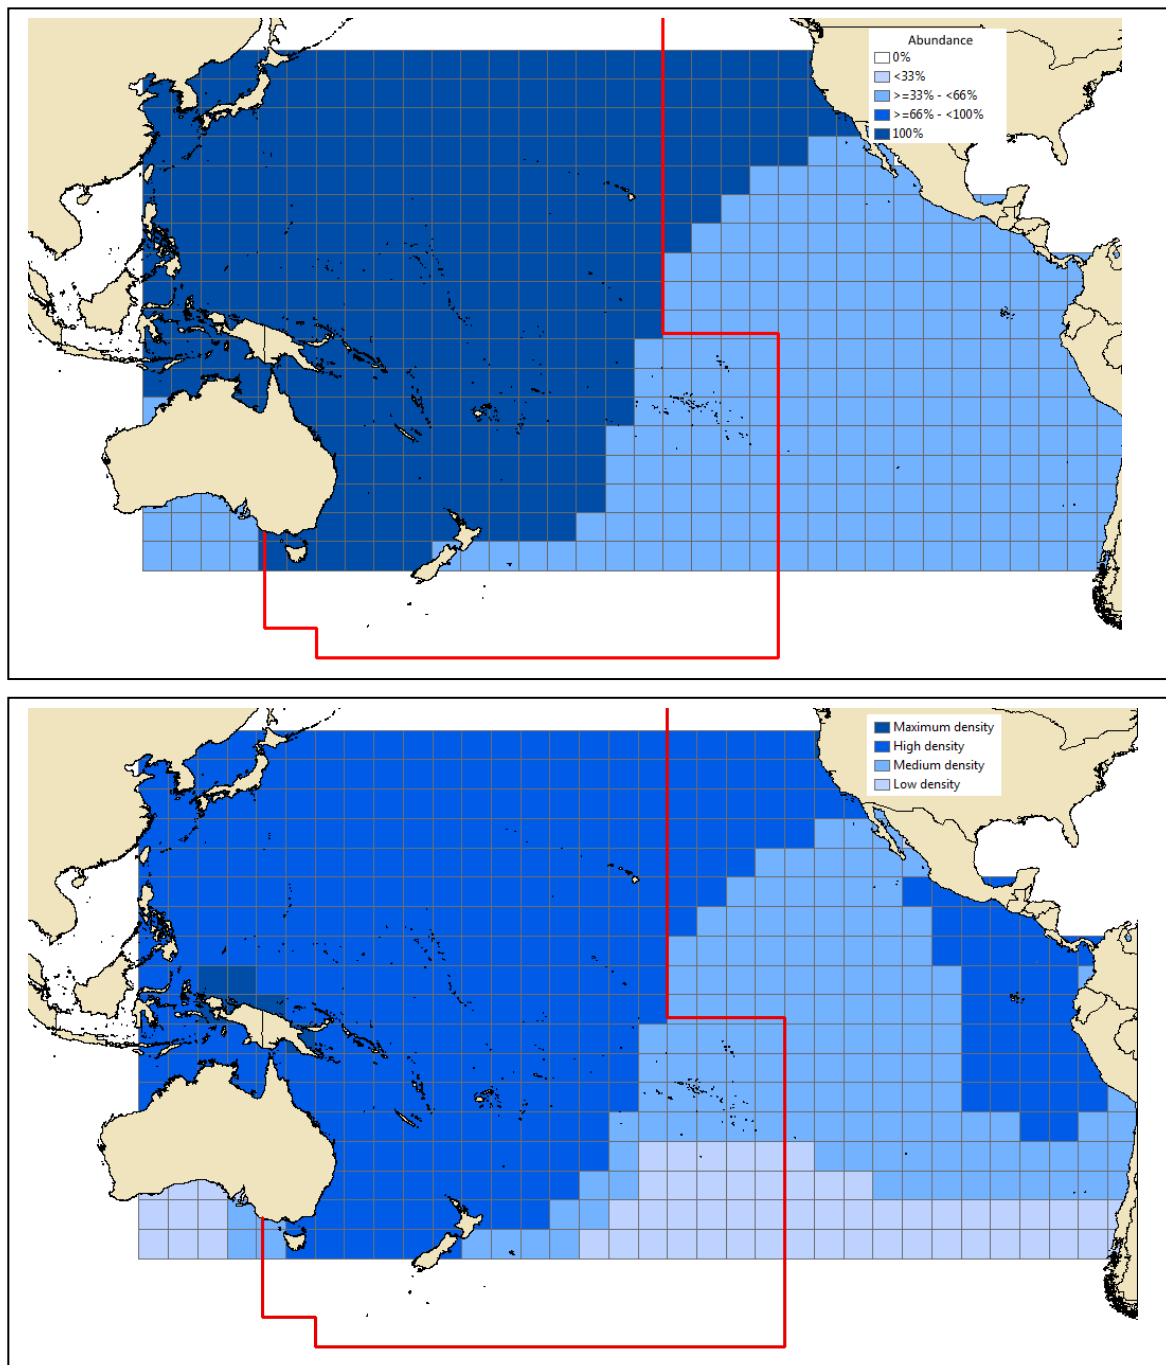 Abundance
0%
<33%
>=33% - <66%
>=66% - <100%
100%
Maximum density
High density
Medium density
Low density